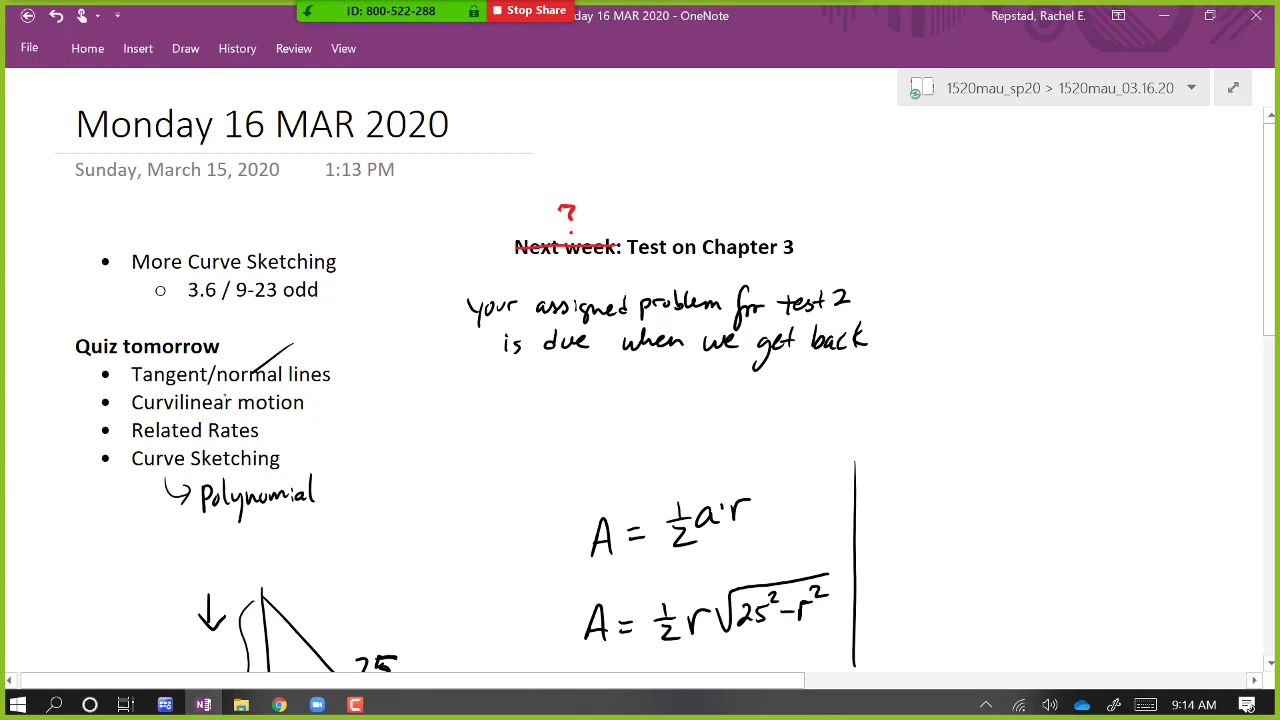 ID: 800-522-288
Stop Share
day 16 MAR 2020 - OneNote
Repstad, Rachel E.
File
Home
Insert
Draw
History
Review
View
1520mau_sp20 > 1520mau_03.16.20
Monday 16 MAR 2020
Sunday, March 15, 2020 1:13 PM
?
Next week: Test on Chapter 3
• More Curve Sketching
○ 3.6 / 9-23 odd
your assigned problem for test 2
is due when we get back
Quiz tomorrow
• Tangent/normal lines
• Curvilinear motion
• Related Rates
• Curve Sketching
↳ Polynomial
A = 1/2 a·r
A = 1/2 r √(25² - r²)
↓
25
9:14 AM